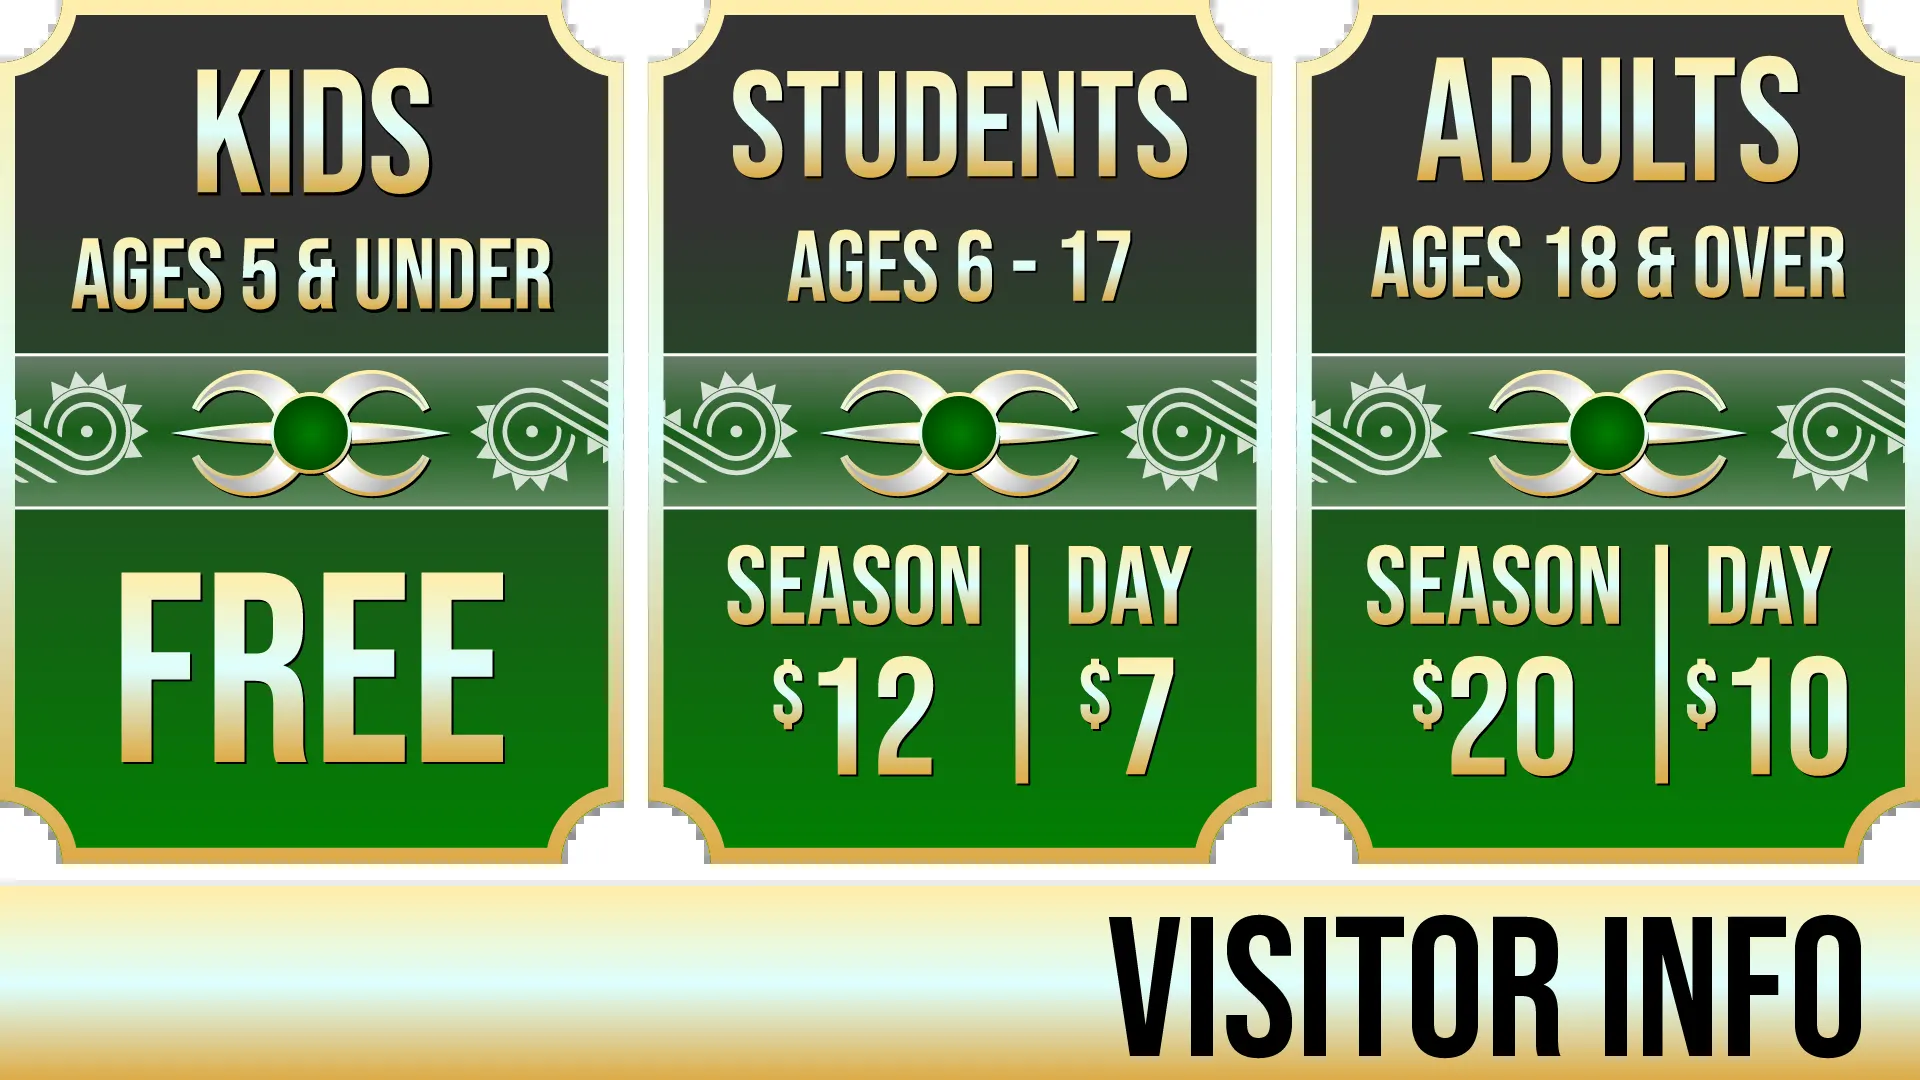 KIDS
AGES 5 & UNDER
FREE
STUDENTS
AGES 6 - 17
SEASON | DAY
$12 | $7
ADULTS
AGES 18 & OVER
SEASON | DAY
$20 | $10
VISITOR INFO